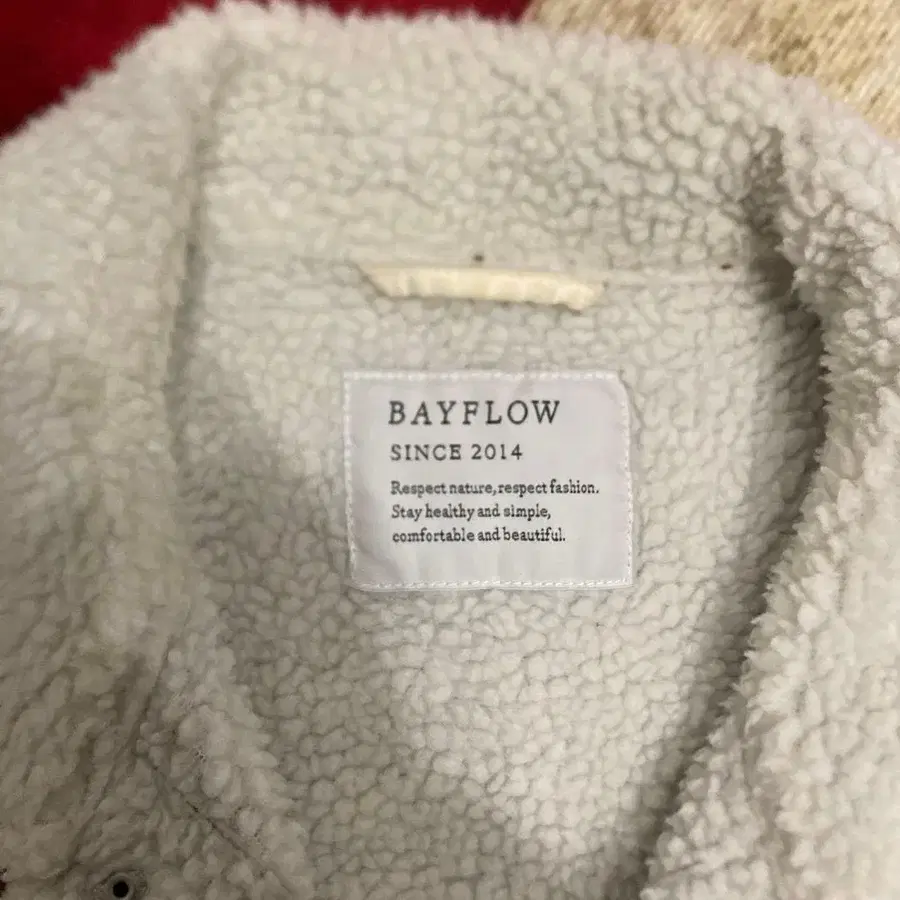 BAYFLOW
SINCE 2014
Respect nature, respect fashion.
Stay healthy and simple,
comfortable and beautiful.